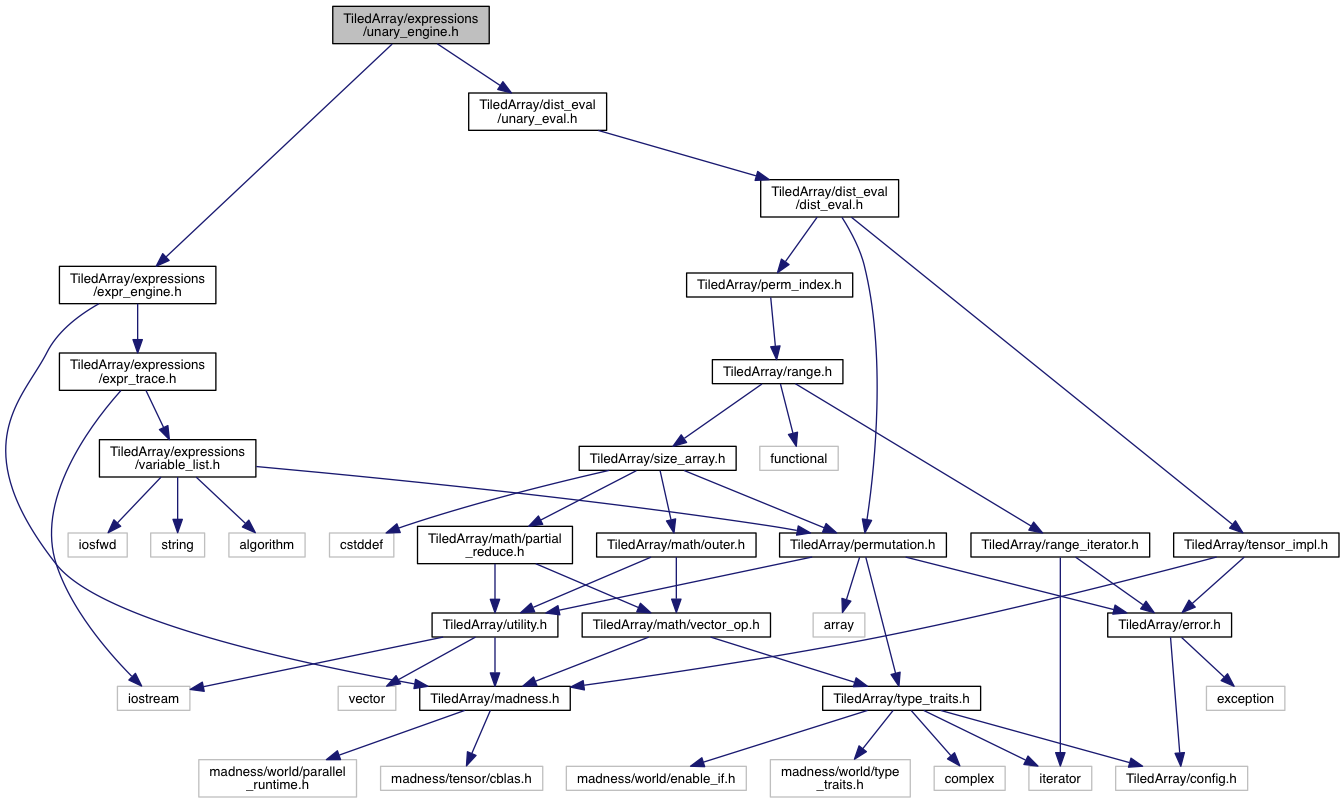 TiledArray/expressions
/unary_engine.h
TiledArray/dist_eval
/unary_eval.h
TiledArray/dist_eval
/dist_eval.h
TiledArray/expressions
/expr_engine.h
TiledArray/perm_index.h
TiledArray/expressions
/expr_trace.h
TiledArray/range.h
TiledArray/expressions
/variable_list.h
TiledArray/size_array.h
functional
iosfwd
string
algorithm
cstddef
TiledArray/math/partial
_reduce.h
TiledArray/math/outer.h
TiledArray/permutation.h
TiledArray/range_iterator.h
TiledArray/tensor_impl.h
TiledArray/utility.h
TiledArray/math/vector_op.h
array
TiledArray/error.h
iostream
vector
TiledArray/madness.h
TiledArray/type_traits.h
exception
madness/world/parallel
_runtime.h
madness/tensor/cblas.h
madness/world/enable_if.h
madness/world/type
_traits.h
complex
iterator
TiledArray/config.h